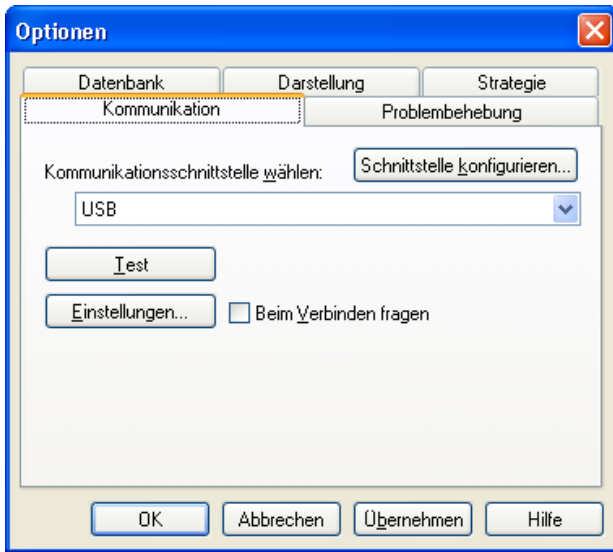 Optionen
Datenbank Darstellung Strategie
Kommunikation Problembehebung
Kommunikationsschnittstelle wählen: Schnittstelle konfigurieren...
USB
Test
Einstellungen... Beim Verbinden fragen
OK Abbrechen Übernehmen Hilfe